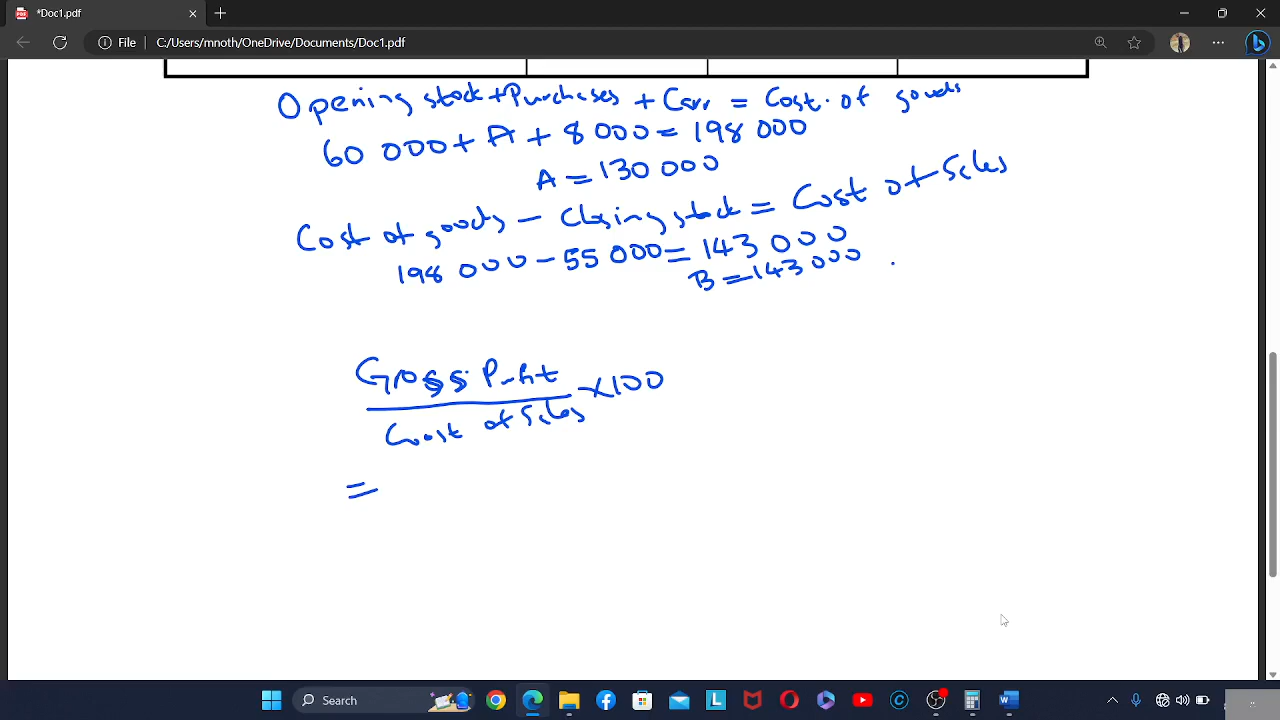 *Doc1.pdf
File C:/Users/mnoth/OneDrive/Documents/Doc1.pdf
Opening stock + Purchases + Carr = Cost. of goods
60 000 + A + 8 000 = 198 000
A = 130 000
Cost of goods - Closing stock = Cost of Sales
198 000 - 55 000 = 143 000
B = 143 000
Gross Profit
x100
Cost of Sales
=
Search